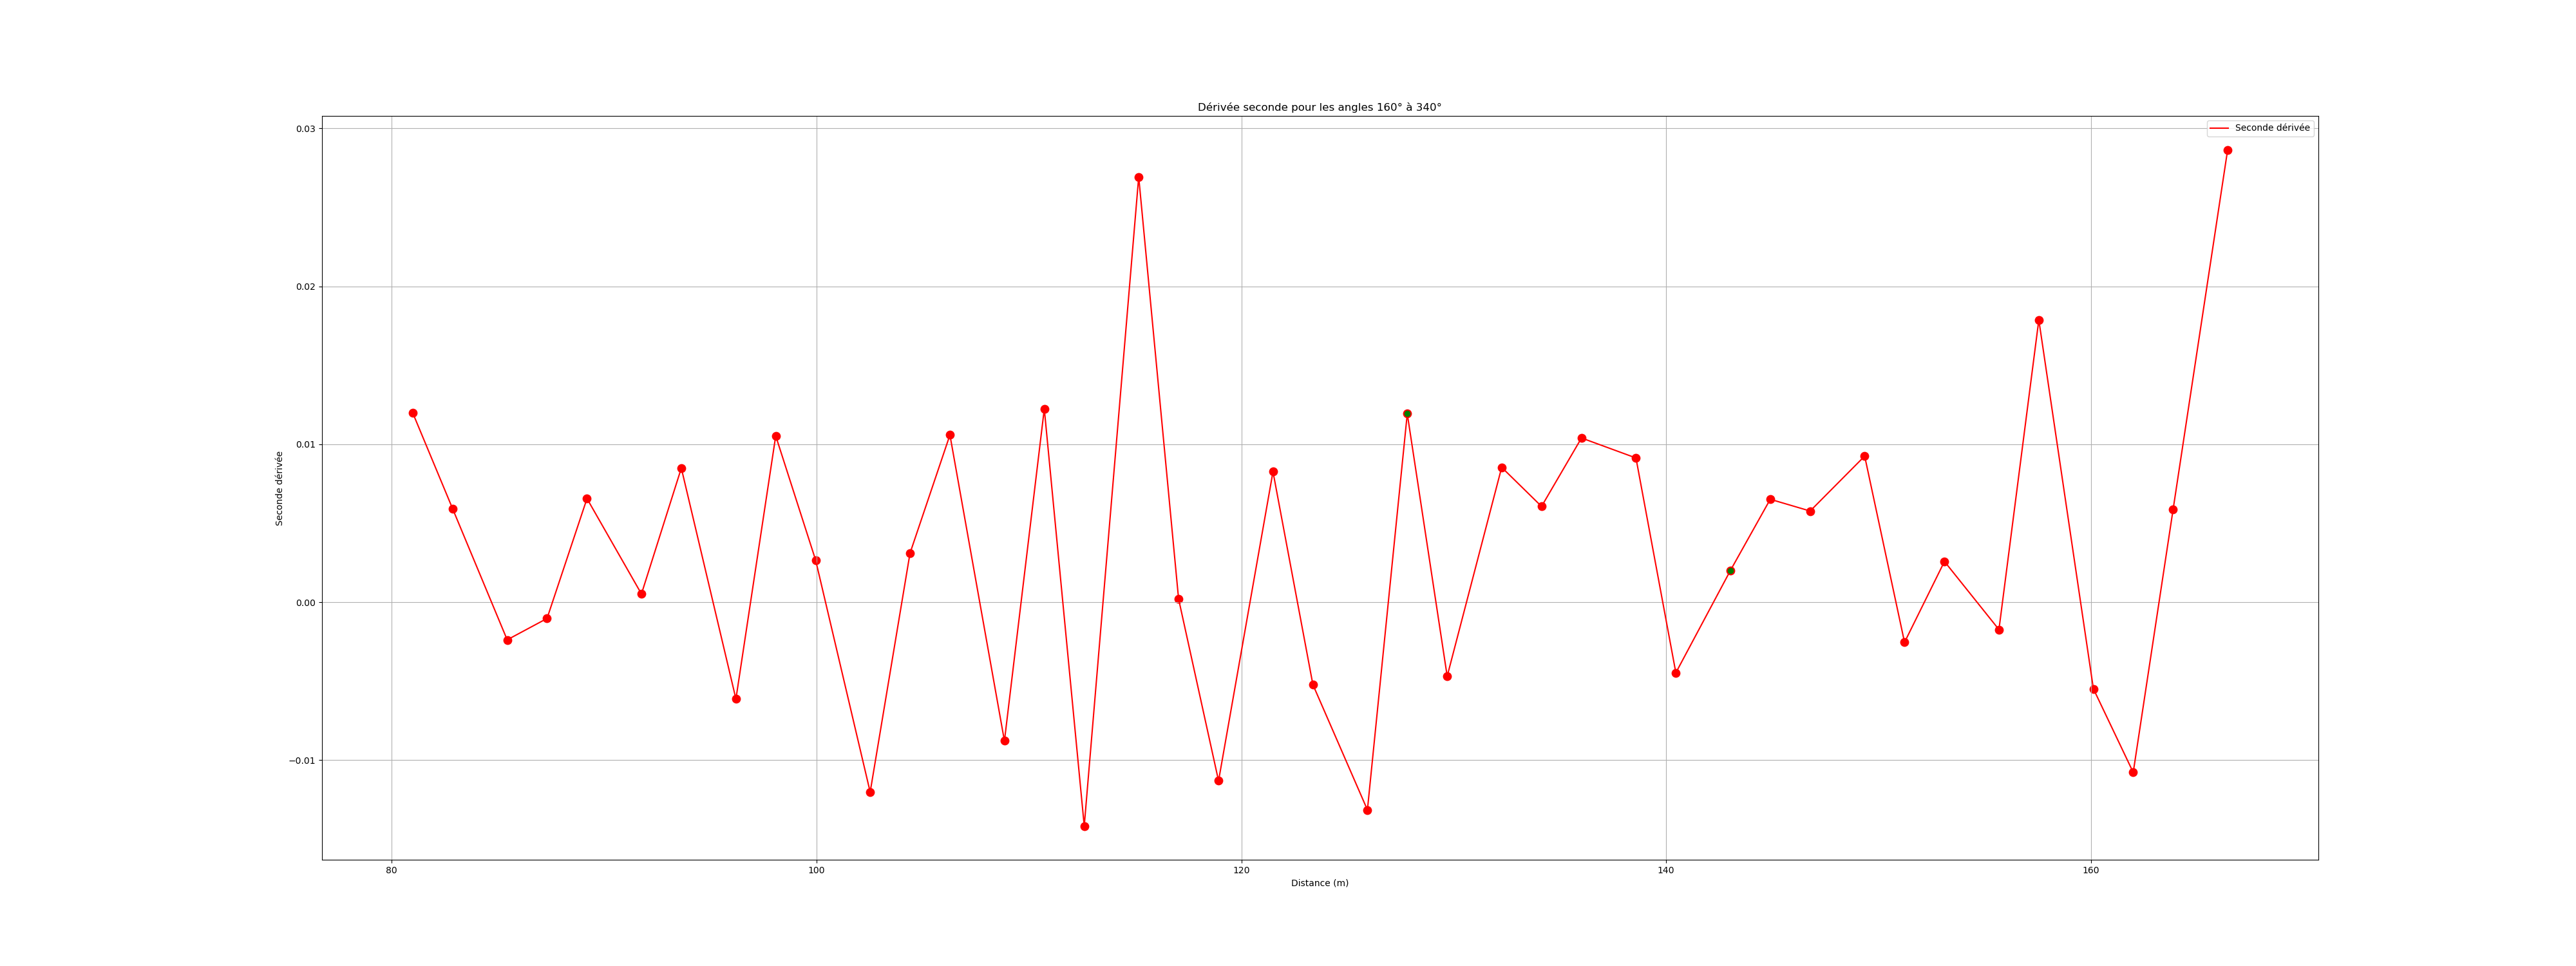 Dérivée seconde pour les angles 160° à 340°
Seconde dérivée
0.03
0.02
0.01
0.00
−0.01
Seconde dérivée
80
100
120
140
160
Distance (m)